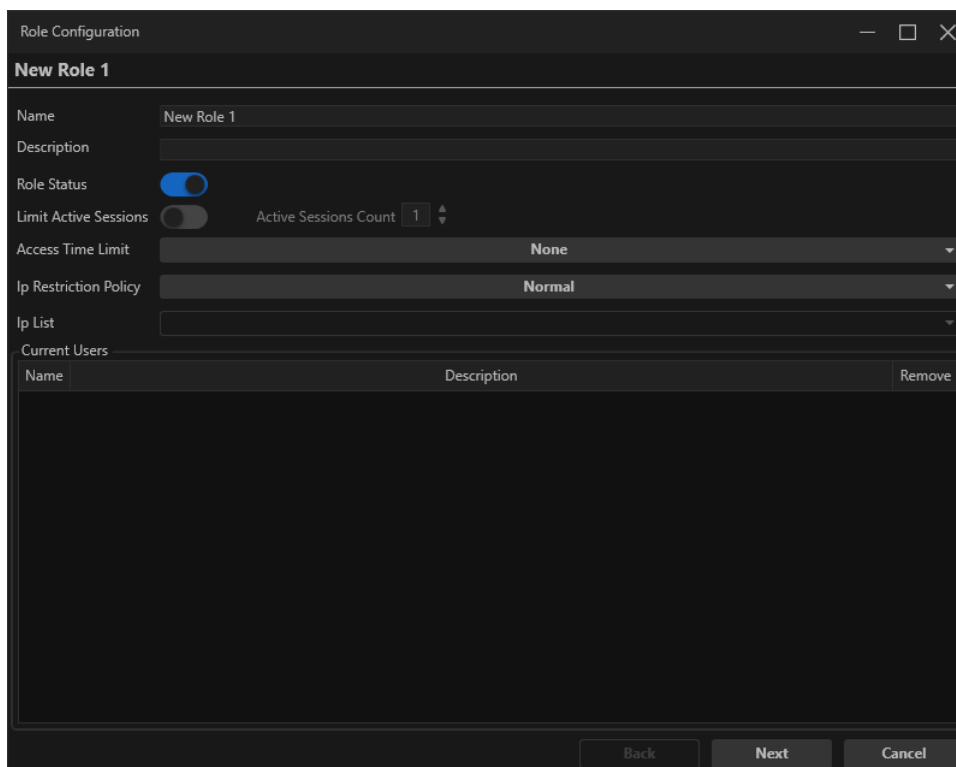 Role Configuration
New Role 1
Name New Role 1
Description
Role Status
Limit Active Sessions Active Sessions Count 1
Access Time Limit None
Ip Restriction Policy Normal
Ip List
Current Users
Name Description Remove
Back Next Cancel